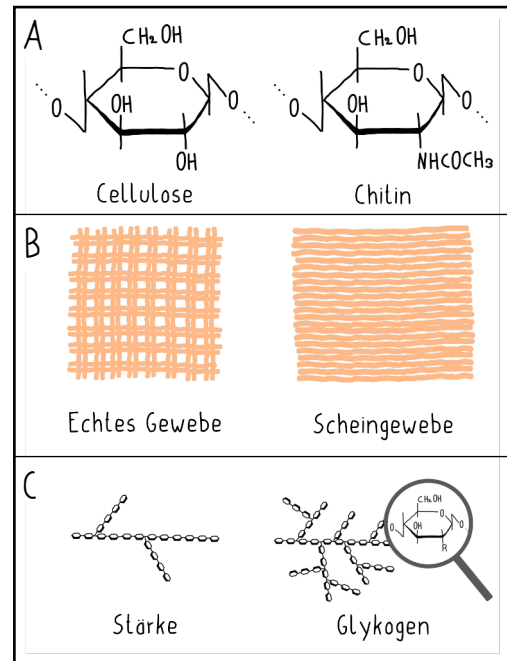 A
CH₂OH
O
OH
O
O
OH
Cellulose
CH₂OH
O
OH
O
O
NHCOCH₃
Chitin
B
Echtes Gewebe
Scheingewebe
C
CH₂OH
O
OH
O
O
R
Stärke
Glykogen